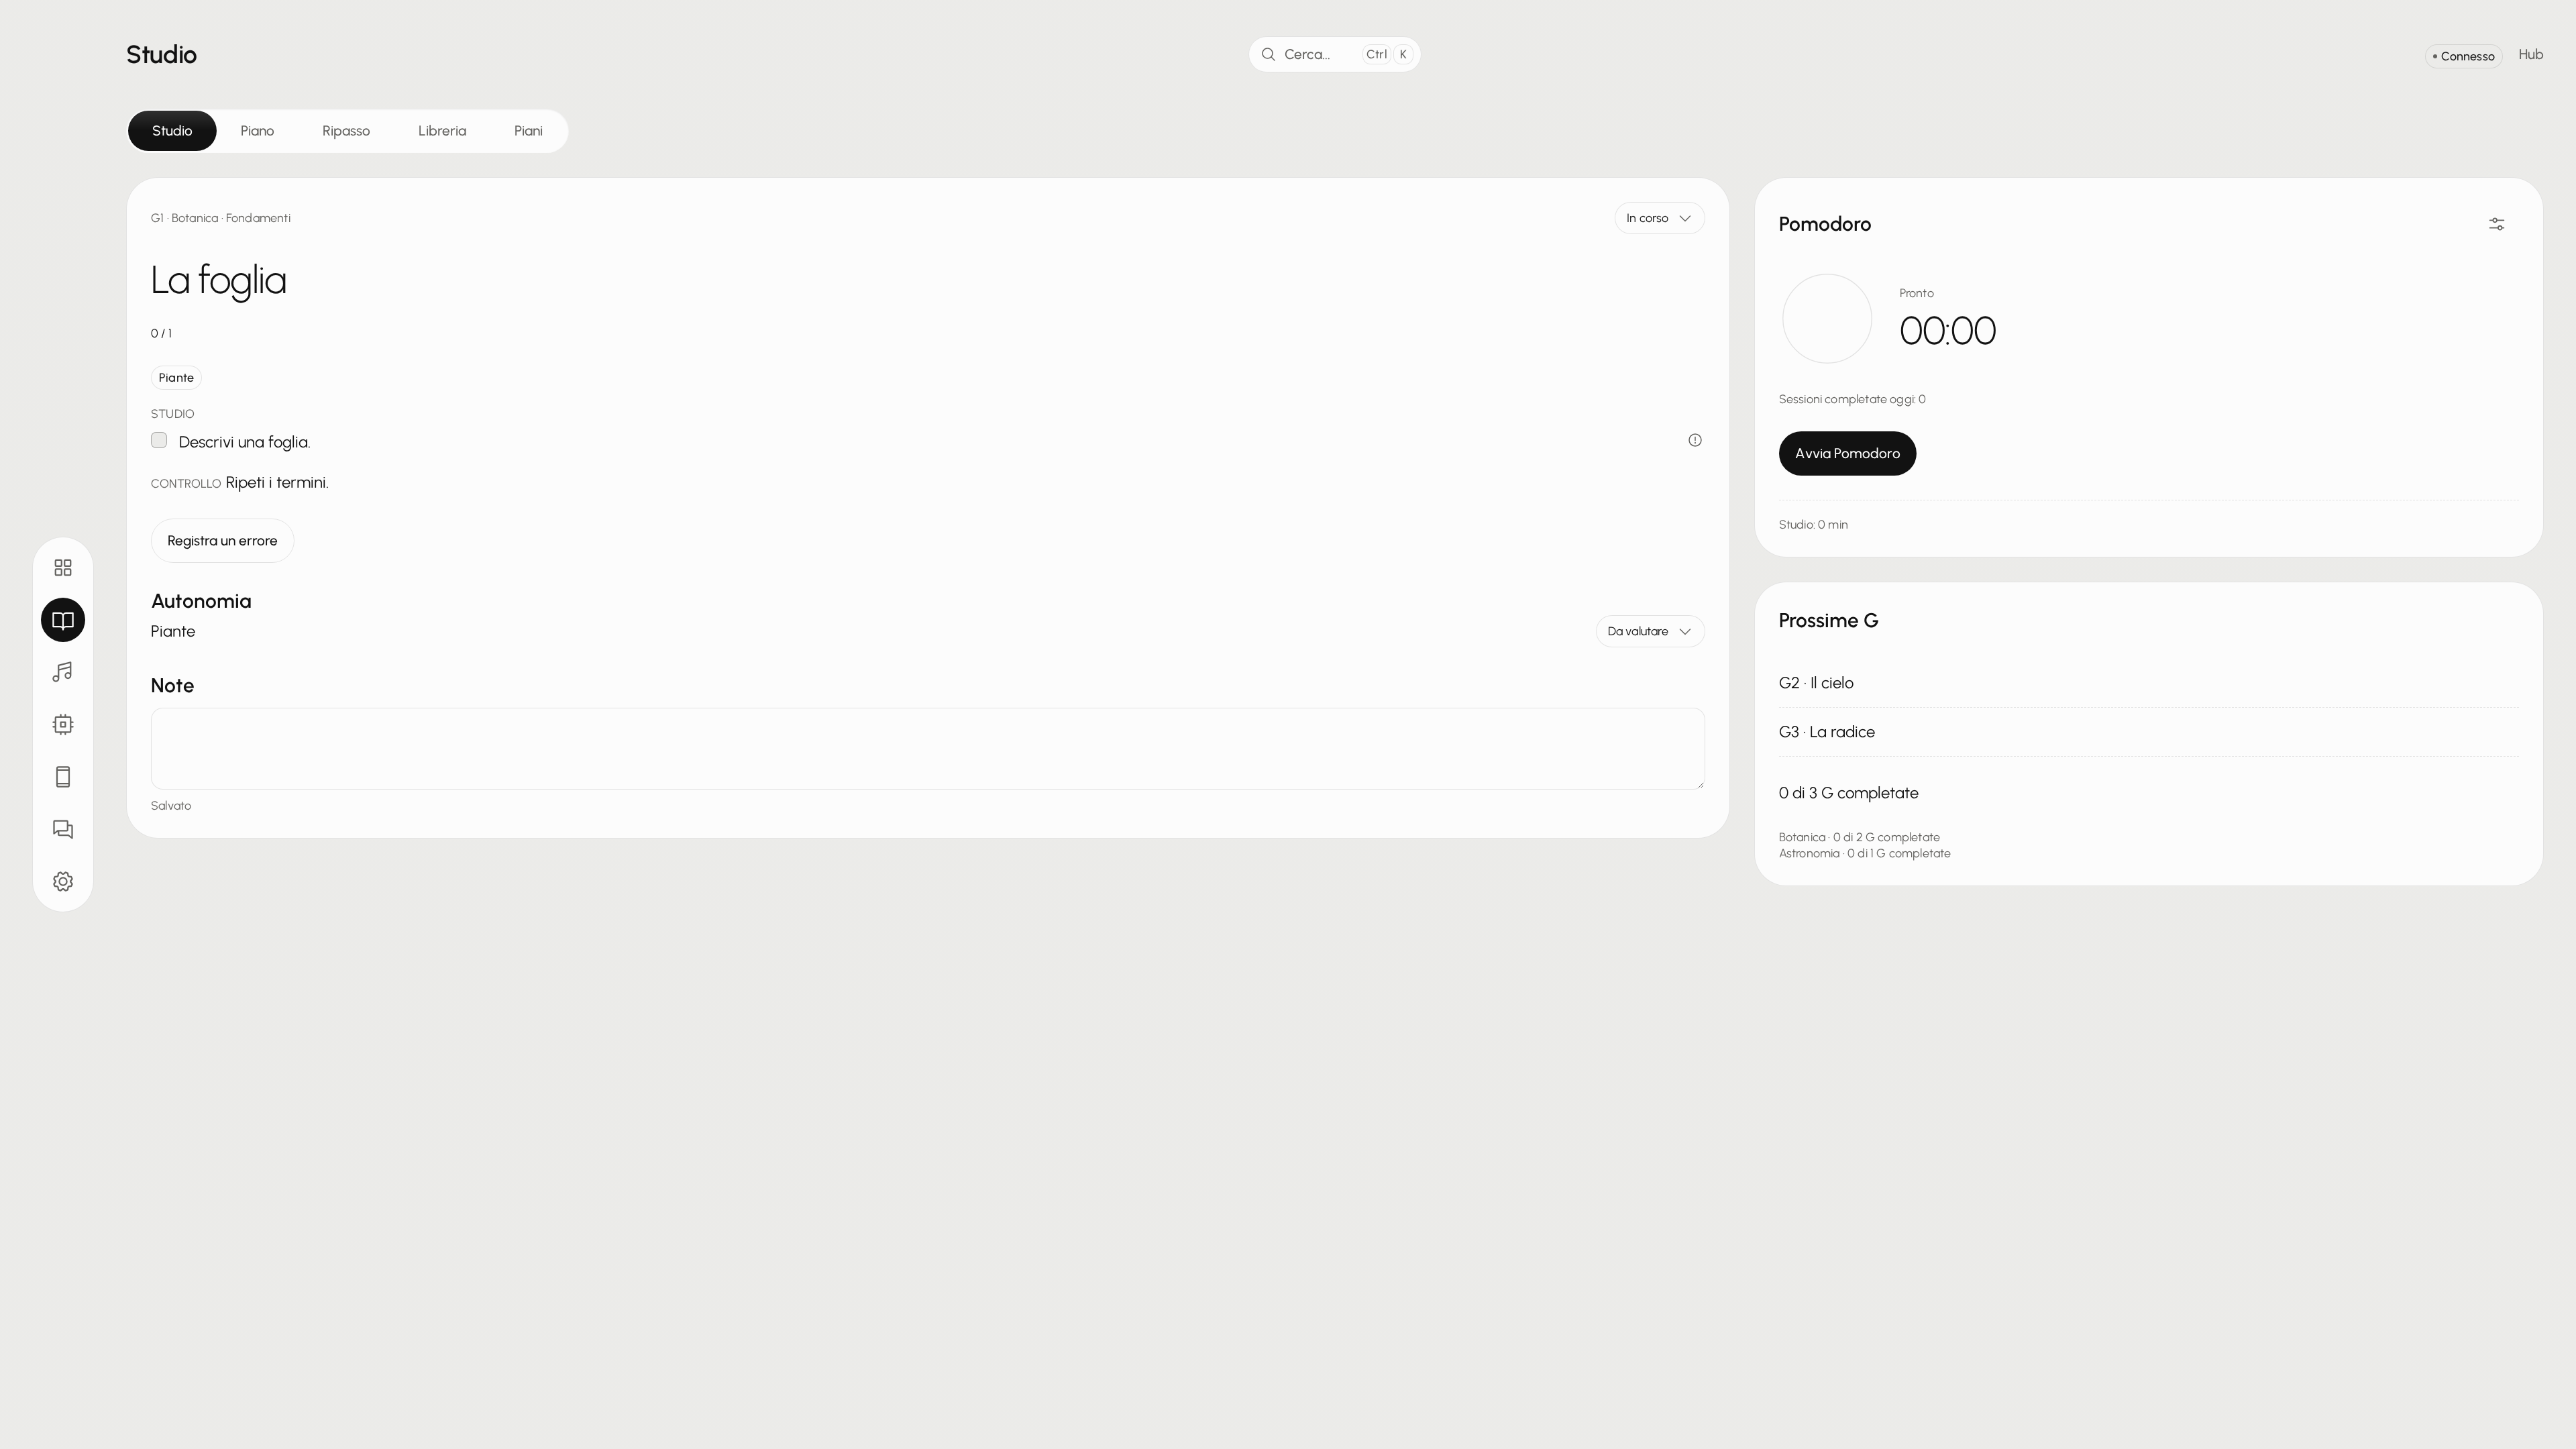 Studio
Cerca...
Ctrl K
Connesso
Hub
Studio
Piano
Ripasso
Libreria
Piani
G1 · Botanica · Fondamenti
In corso
La foglia
0 / 1
Piante
STUDIO
Descrivi una foglia.
CONTROLLO Ripeti i termini.
Registra un errore
Autonomia
Piante
Da valutare
Note
Salvato
Pomodoro
Pronto
00:00
Sessioni completate oggi: 0
Avvia Pomodoro
Studio: 0 min
Prossime G
G2 · Il cielo
G3 · La radice
0 di 3 G completate
Botanica · 0 di 2 G completate
Astronomia · 0 di 1 G completate